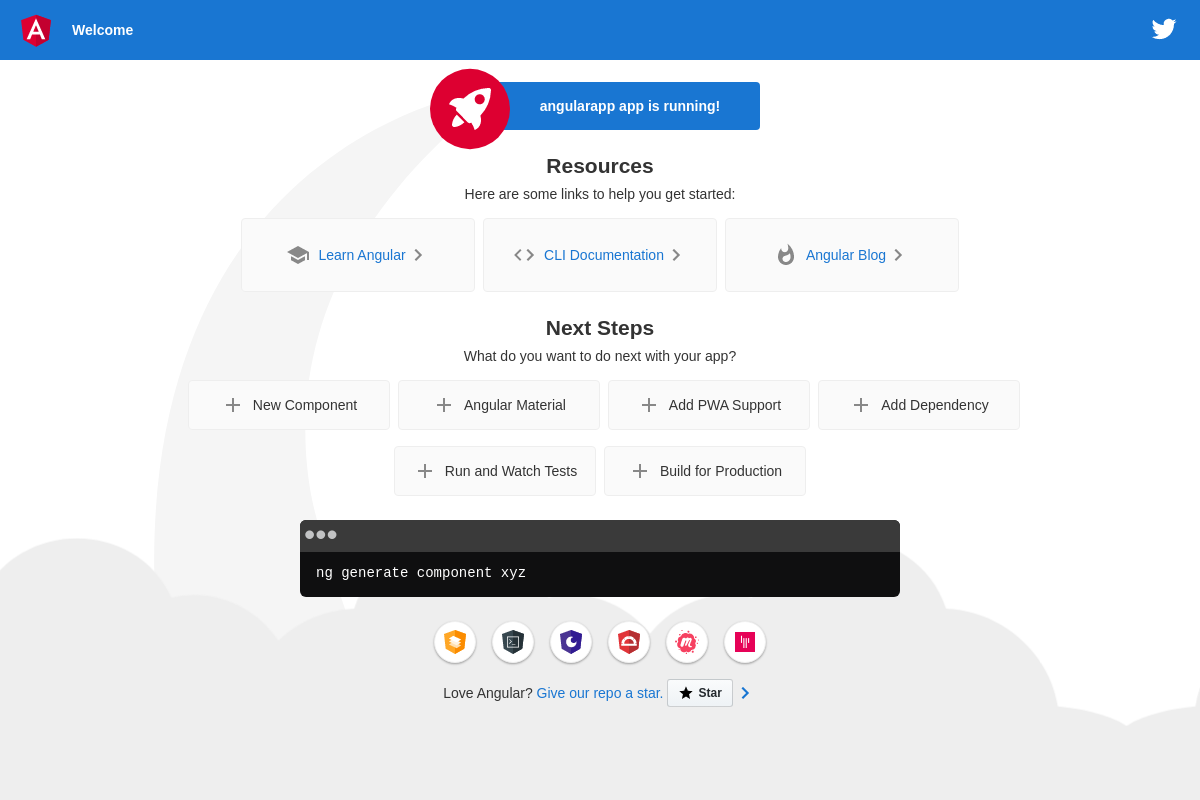 Welcome
angularapp app is running!
Resources
Here are some links to help you get started:
Learn Angular
CLI Documentation
Angular Blog
Next Steps
What do you want to do next with your app?
New Component
Angular Material
Add PWA Support
Add Dependency
Run and Watch Tests
Build for Production
ng generate component xyz
Love Angular? Give our repo a star. Star